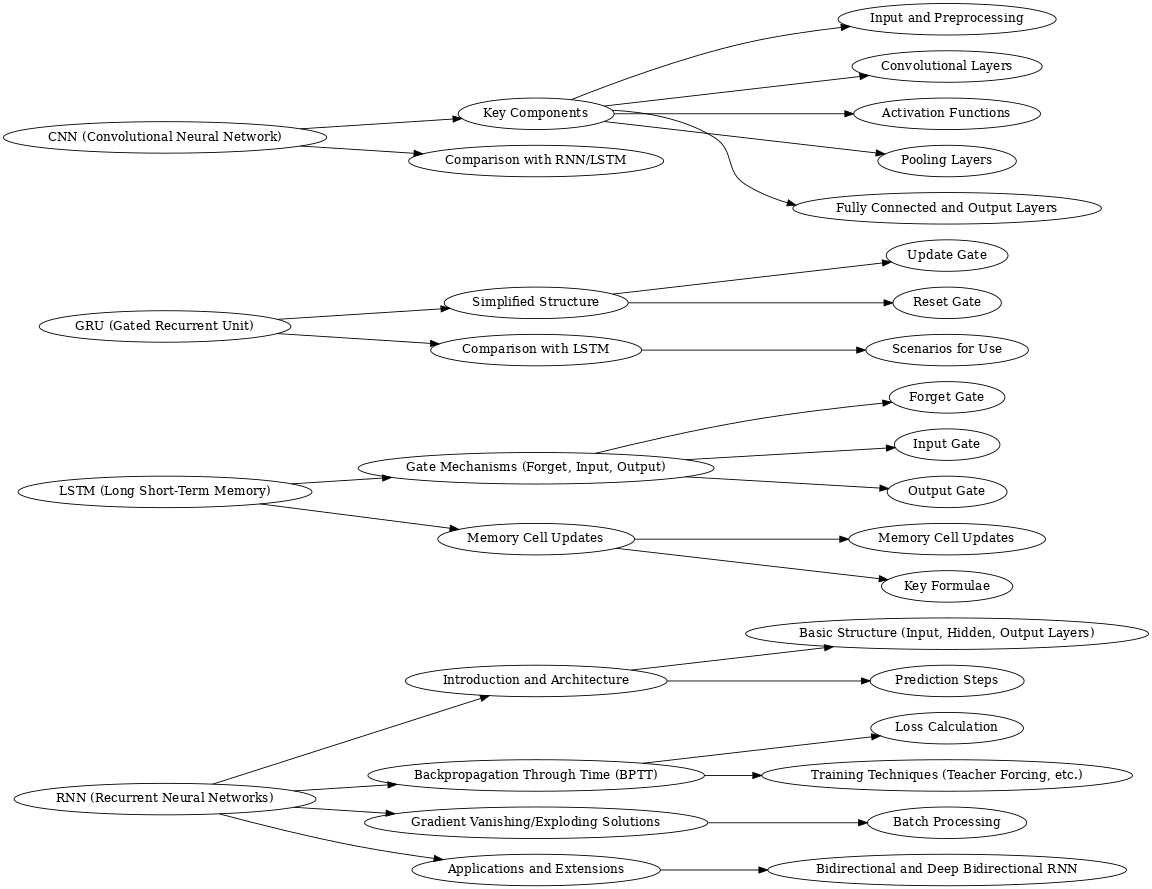 Input and Preprocessing
Convolutional Layers
Key Components
Activation Functions
CNN (Convolutional Neural Network)
Comparison with RNN/LSTM
Pooling Layers
Fully Connected and Output Layers
Update Gate
Simplified Structure
Reset Gate
GRU (Gated Recurrent Unit)
Comparison with LSTM
Scenarios for Use
Forget Gate
Input Gate
Gate Mechanisms (Forget, Input, Output)
LSTM (Long Short-Term Memory)
Output Gate
Memory Cell Updates
Memory Cell Updates
Key Formulae
Basic Structure (Input, Hidden, Output Layers)
Introduction and Architecture
Prediction Steps
Loss Calculation
Backpropagation Through Time (BPTT)
Training Techniques (Teacher Forcing, etc.)
RNN (Recurrent Neural Networks)
Gradient Vanishing/Exploding Solutions
Batch Processing
Applications and Extensions
Bidirectional and Deep Bidirectional RNN